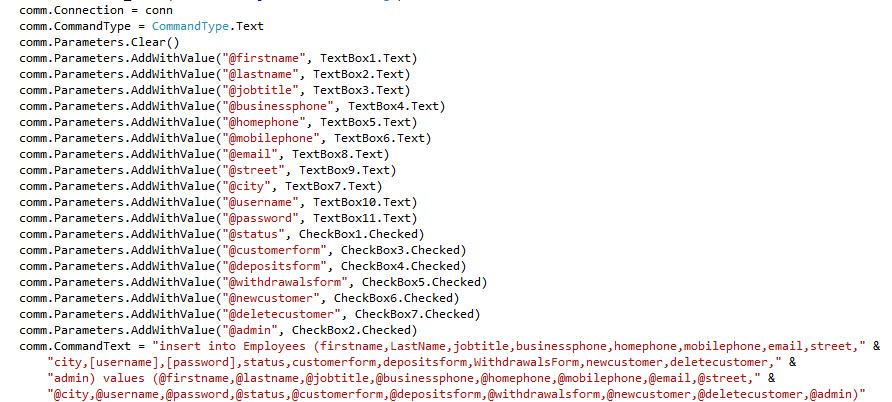 comm.Connection = conn
comm.CommandType = CommandType.Text
comm.Parameters.Clear()
comm.Parameters.AddWithValue("@firstname", TextBox1.Text)
comm.Parameters.AddWithValue("@lastname", TextBox2.Text)
comm.Parameters.AddWithValue("@jobtitle", TextBox3.Text)
comm.Parameters.AddWithValue("@businessphone", TextBox4.Text)
comm.Parameters.AddWithValue("@homephone", TextBox5.Text)
comm.Parameters.AddWithValue("@mobilephone", TextBox6.Text)
comm.Parameters.AddWithValue("@email", TextBox8.Text)
comm.Parameters.AddWithValue("@street", TextBox9.Text)
comm.Parameters.AddWithValue("@city", TextBox7.Text)
comm.Parameters.AddWithValue("@username", TextBox10.Text)
comm.Parameters.AddWithValue("@password", TextBox11.Text)
comm.Parameters.AddWithValue("@status", CheckBox1.Checked)
comm.Parameters.AddWithValue("@customerform", CheckBox3.Checked)
comm.Parameters.AddWithValue("@depositsform", CheckBox4.Checked)
comm.Parameters.AddWithValue("@withdrawalsform", CheckBox5.Checked)
comm.Parameters.AddWithValue("@newcustomer", CheckBox6.Checked)
comm.Parameters.AddWithValue("@deletecustomer", CheckBox7.Checked)
comm.Parameters.AddWithValue("@admin", CheckBox2.Checked)
comm.CommandText = "insert into Employees (firstname,LastName,jobtitle,businessphone,homephone,mobilephone,email,street," &
"city,[username],[password],status,customerform,depositsform,WithdrawalsForm,newcustomer,deletecustomer," &
"admin) values (@firstname,@lastname,@jobtitle,@businessphone,@homephone,@mobilephone,@email,@street," &
"@city,@username,@password,@status,@customerform,@depositsform,@withdrawalsform,@newcustomer,@deletecustomer,@admin)"